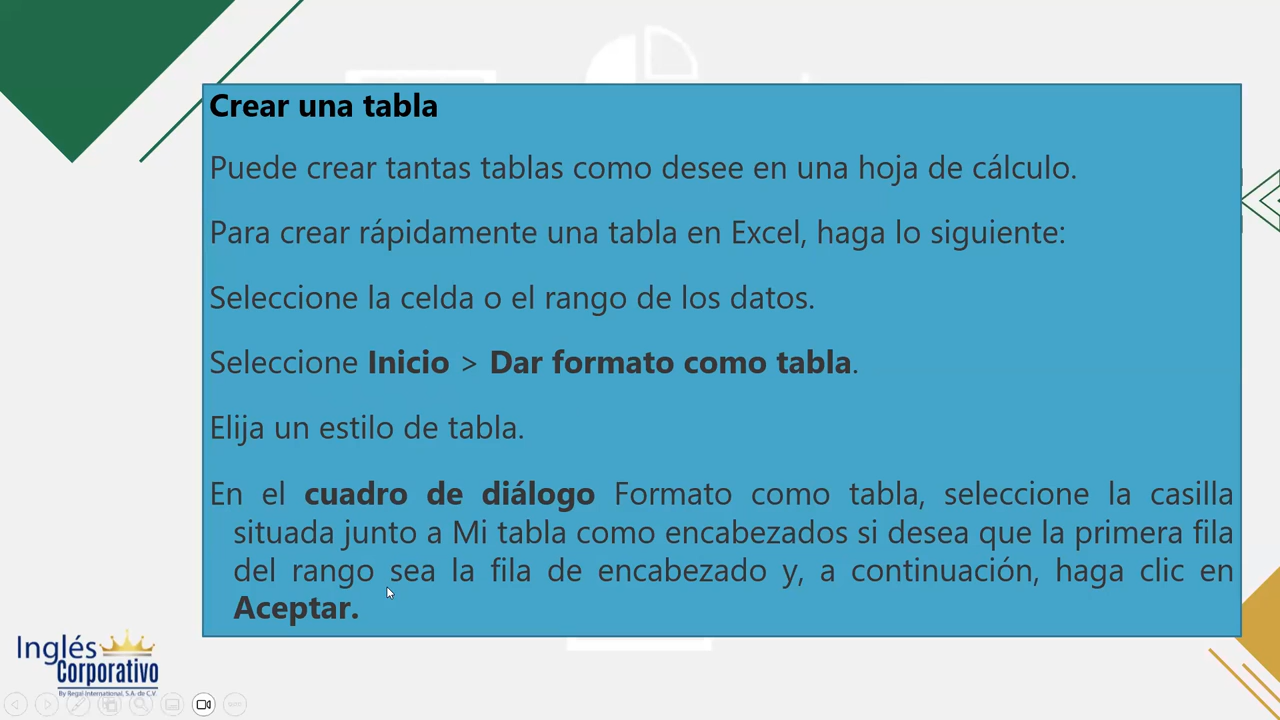 Crear una tabla
Puede crear tantas tablas como desee en una hoja de cálculo.
Para crear rápidamente una tabla en Excel, haga lo siguiente:
Seleccione la celda o el rango de los datos.
Seleccione Inicio > Dar formato como tabla.
Elija un estilo de tabla.
En el cuadro de diálogo Formato como tabla, seleccione la casilla
situada junto a Mi tabla como encabezados si desea que la primera fila
del rango sea la fila de encabezado y, a continuación, haga clic en
Aceptar.
Inglés
Corporativo
By Regal International, S.A. de C.V.